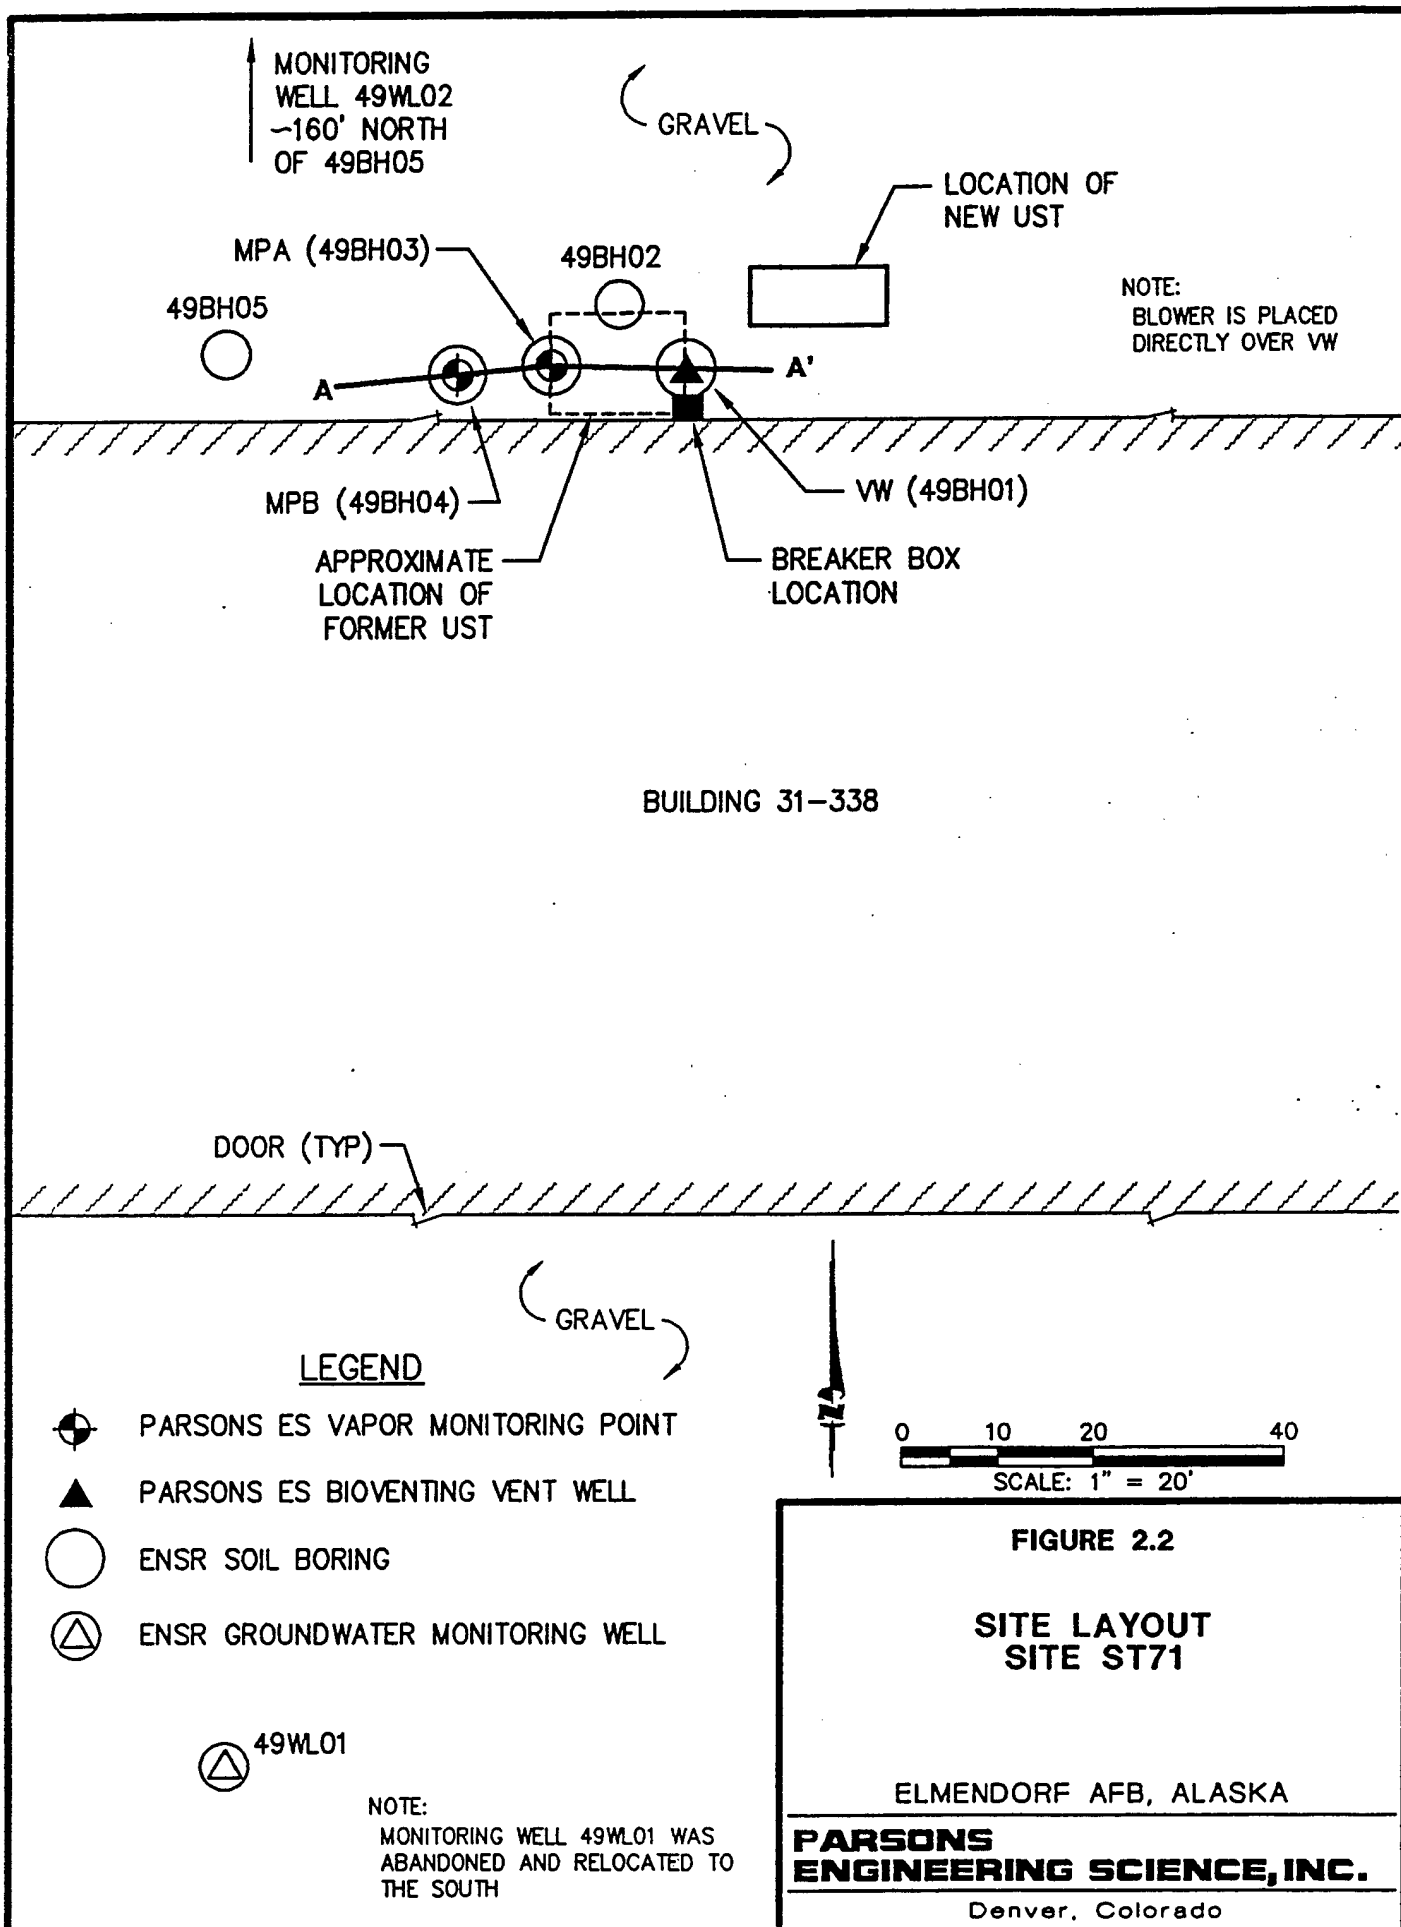 MONITORING
WELL 49WL02
~160' NORTH
OF 49BH05
GRAVEL
LOCATION OF
NEW UST
MPA (49BH03)
49BH02
49BH05
NOTE:
BLOWER IS PLACED
DIRECTLY OVER VW
A
A'
MPB (49BH04)
VW (49BH01)
APPROXIMATE
LOCATION OF
FORMER UST
BREAKER BOX
LOCATION
BUILDING 31-338
DOOR (TYP)
GRAVEL
LEGEND
PARSONS ES VAPOR MONITORING POINT
PARSONS ES BIOVENTING VENT WELL
ENSR SOIL BORING
ENSR GROUNDWATER MONITORING WELL
N
0 10 20 40
SCALE: 1" = 20'
49WL01
NOTE:
MONITORING WELL 49WL01 WAS
ABANDONED AND RELOCATED TO
THE SOUTH
FIGURE 2.2
SITE LAYOUT
SITE ST71
ELMENDORF AFB, ALASKA
PARSONS
ENGINEERING SCIENCE, INC.
Denver, Colorado